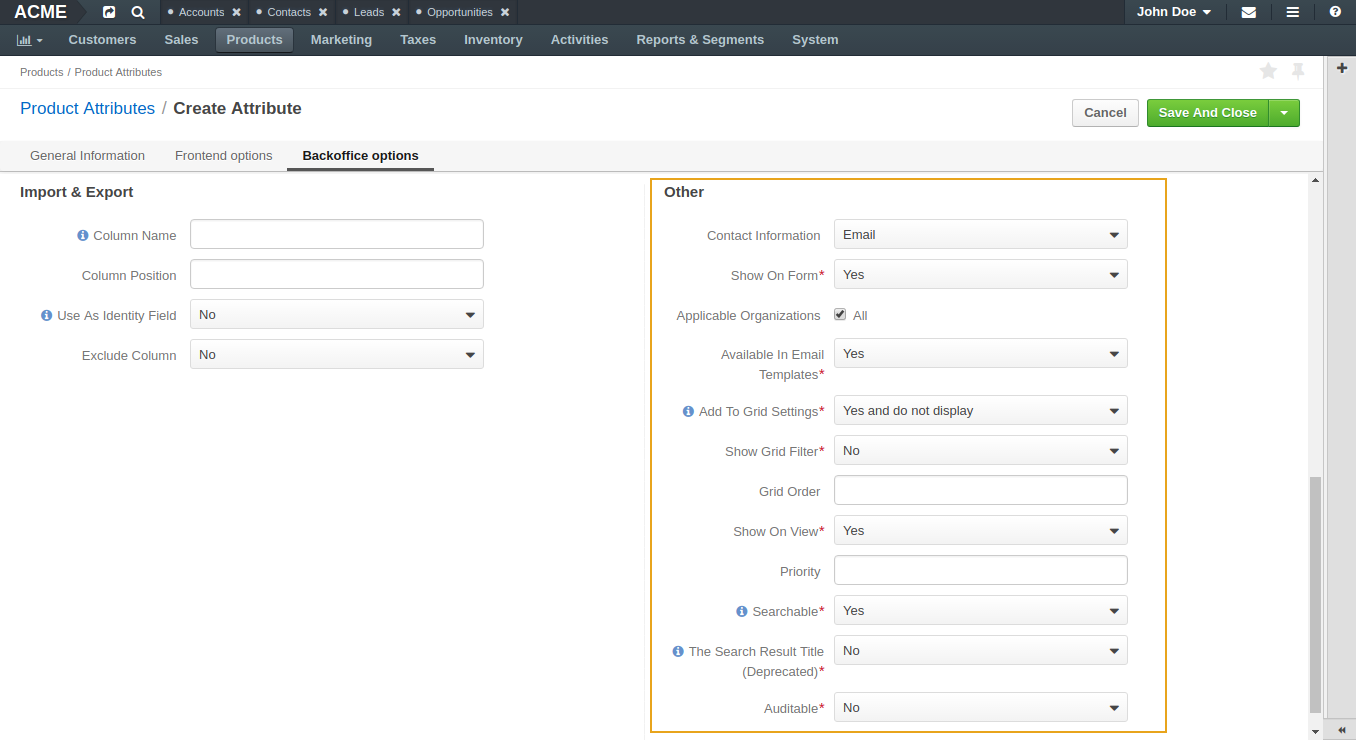 ACME Accounts Contacts Leads Opportunities John Doe
Customers Sales Products Marketing Taxes Inventory Activities Reports & Segments System
Products / Product Attributes
Product Attributes / Create Attribute
Cancel Save And Close
General Information Frontend options Backoffice options
Import & Export
Column Name
Column Position
Use As Identity Field No
Exclude Column No
Other
Contact Information Email
Show On Form* Yes
Applicable Organizations All
Available In Email Yes
Templates*
Add To Grid Settings* Yes and do not display
Show Grid Filter* No
Grid Order
Show On View* Yes
Priority
Searchable* Yes
The Search Result Title No
(Deprecated)*
Auditable* No